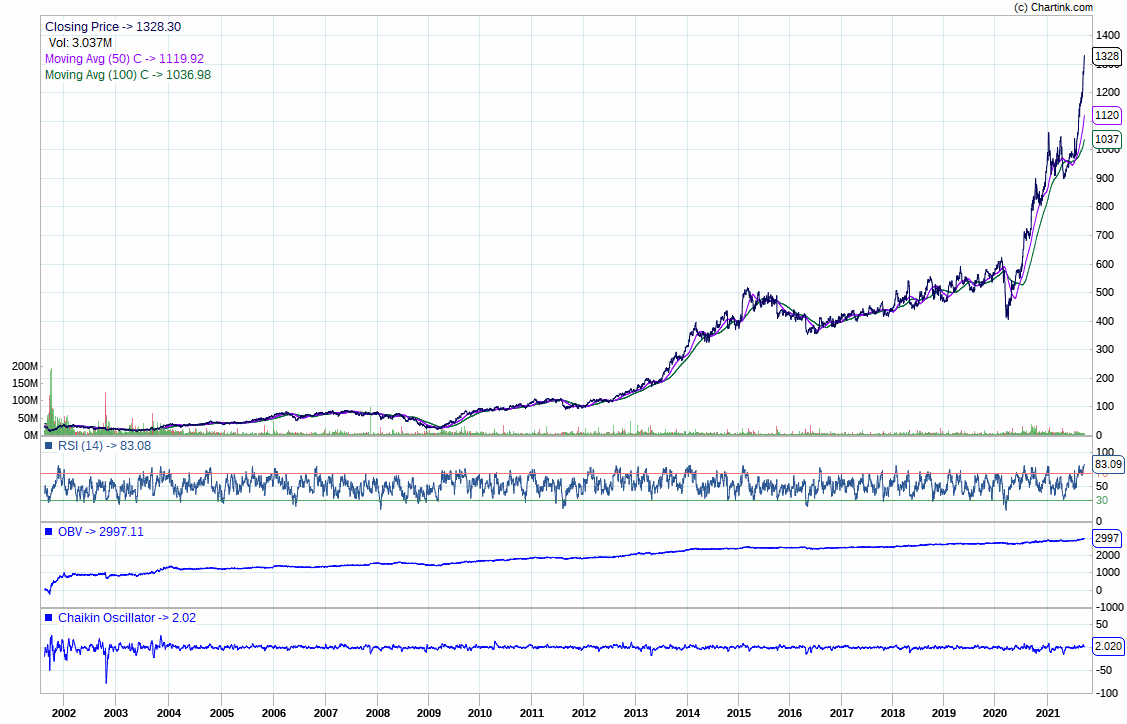 (c) Chartink.com
Closing Price -> 1328.30
Vol: 3.037M
Moving Avg (50) C -> 1119.92
Moving Avg (100) C -> 1036.98
1400
1328
1200
1120
1037
900
800
700
600
500
400
300
200
100
0
200M
150M
100M
50M
0M
RSI (14) -> 83.08
100
83.09
50
30
0
OBV -> 2997.11
2997
2000
1000
0
-1000
Chaikin Oscillator -> 2.02
50
2.020
-50
-100
2002 2003 2004 2005 2006 2007 2008 2009 2010 2011 2012 2013 2014 2015 2016 2017 2018 2019 2020 2021